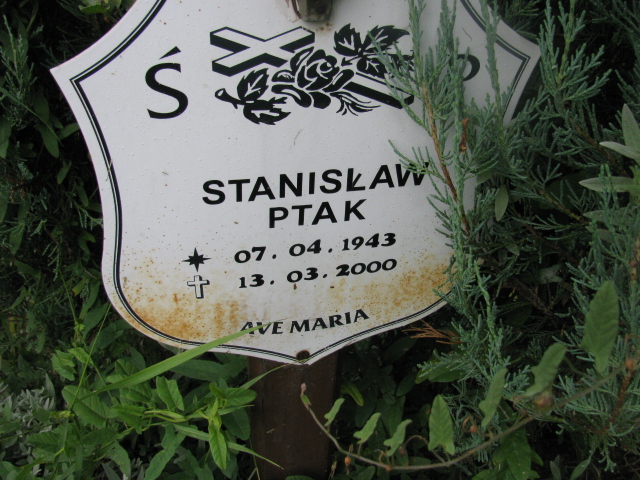 Ś P
STANISŁAW
PTAK
07. 04. 1943
13. 03. 2000
AVE MARIA